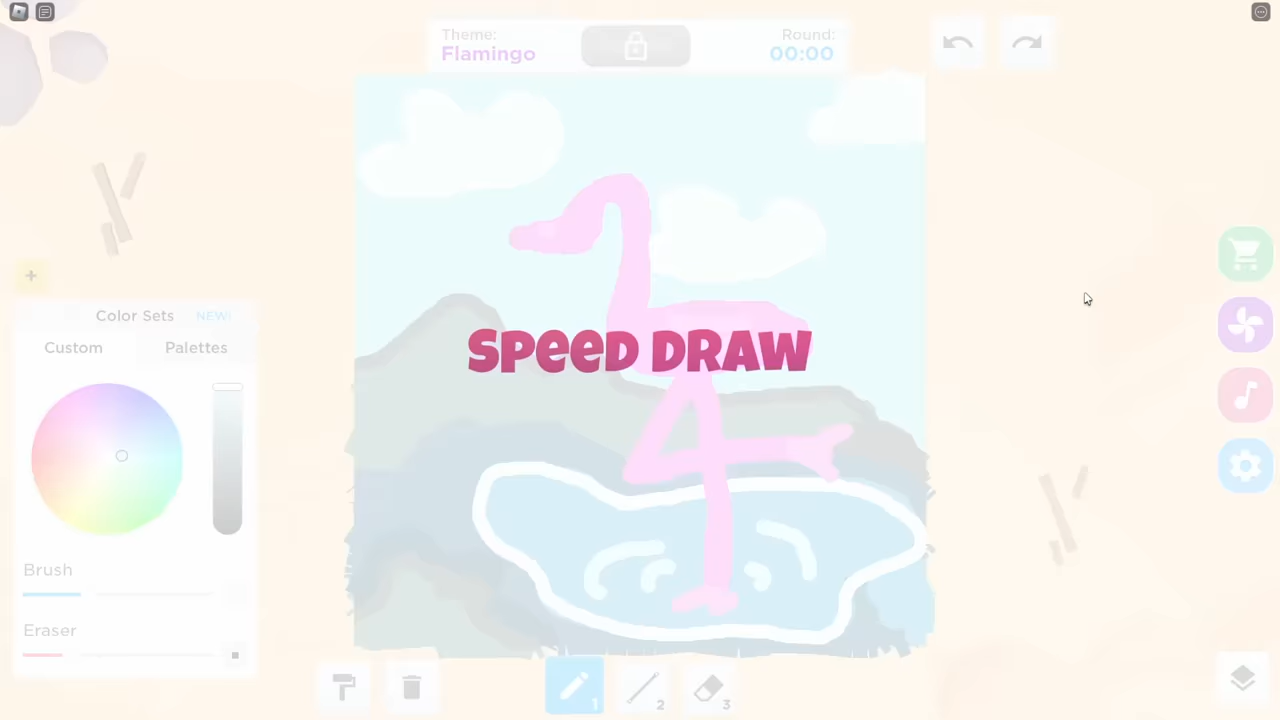 Theme:
Flamingo
Round:
00:00
SPeeD DRAW
Color Sets
NEW!
Custom
Palettes
Brush
Eraser
1
2
3